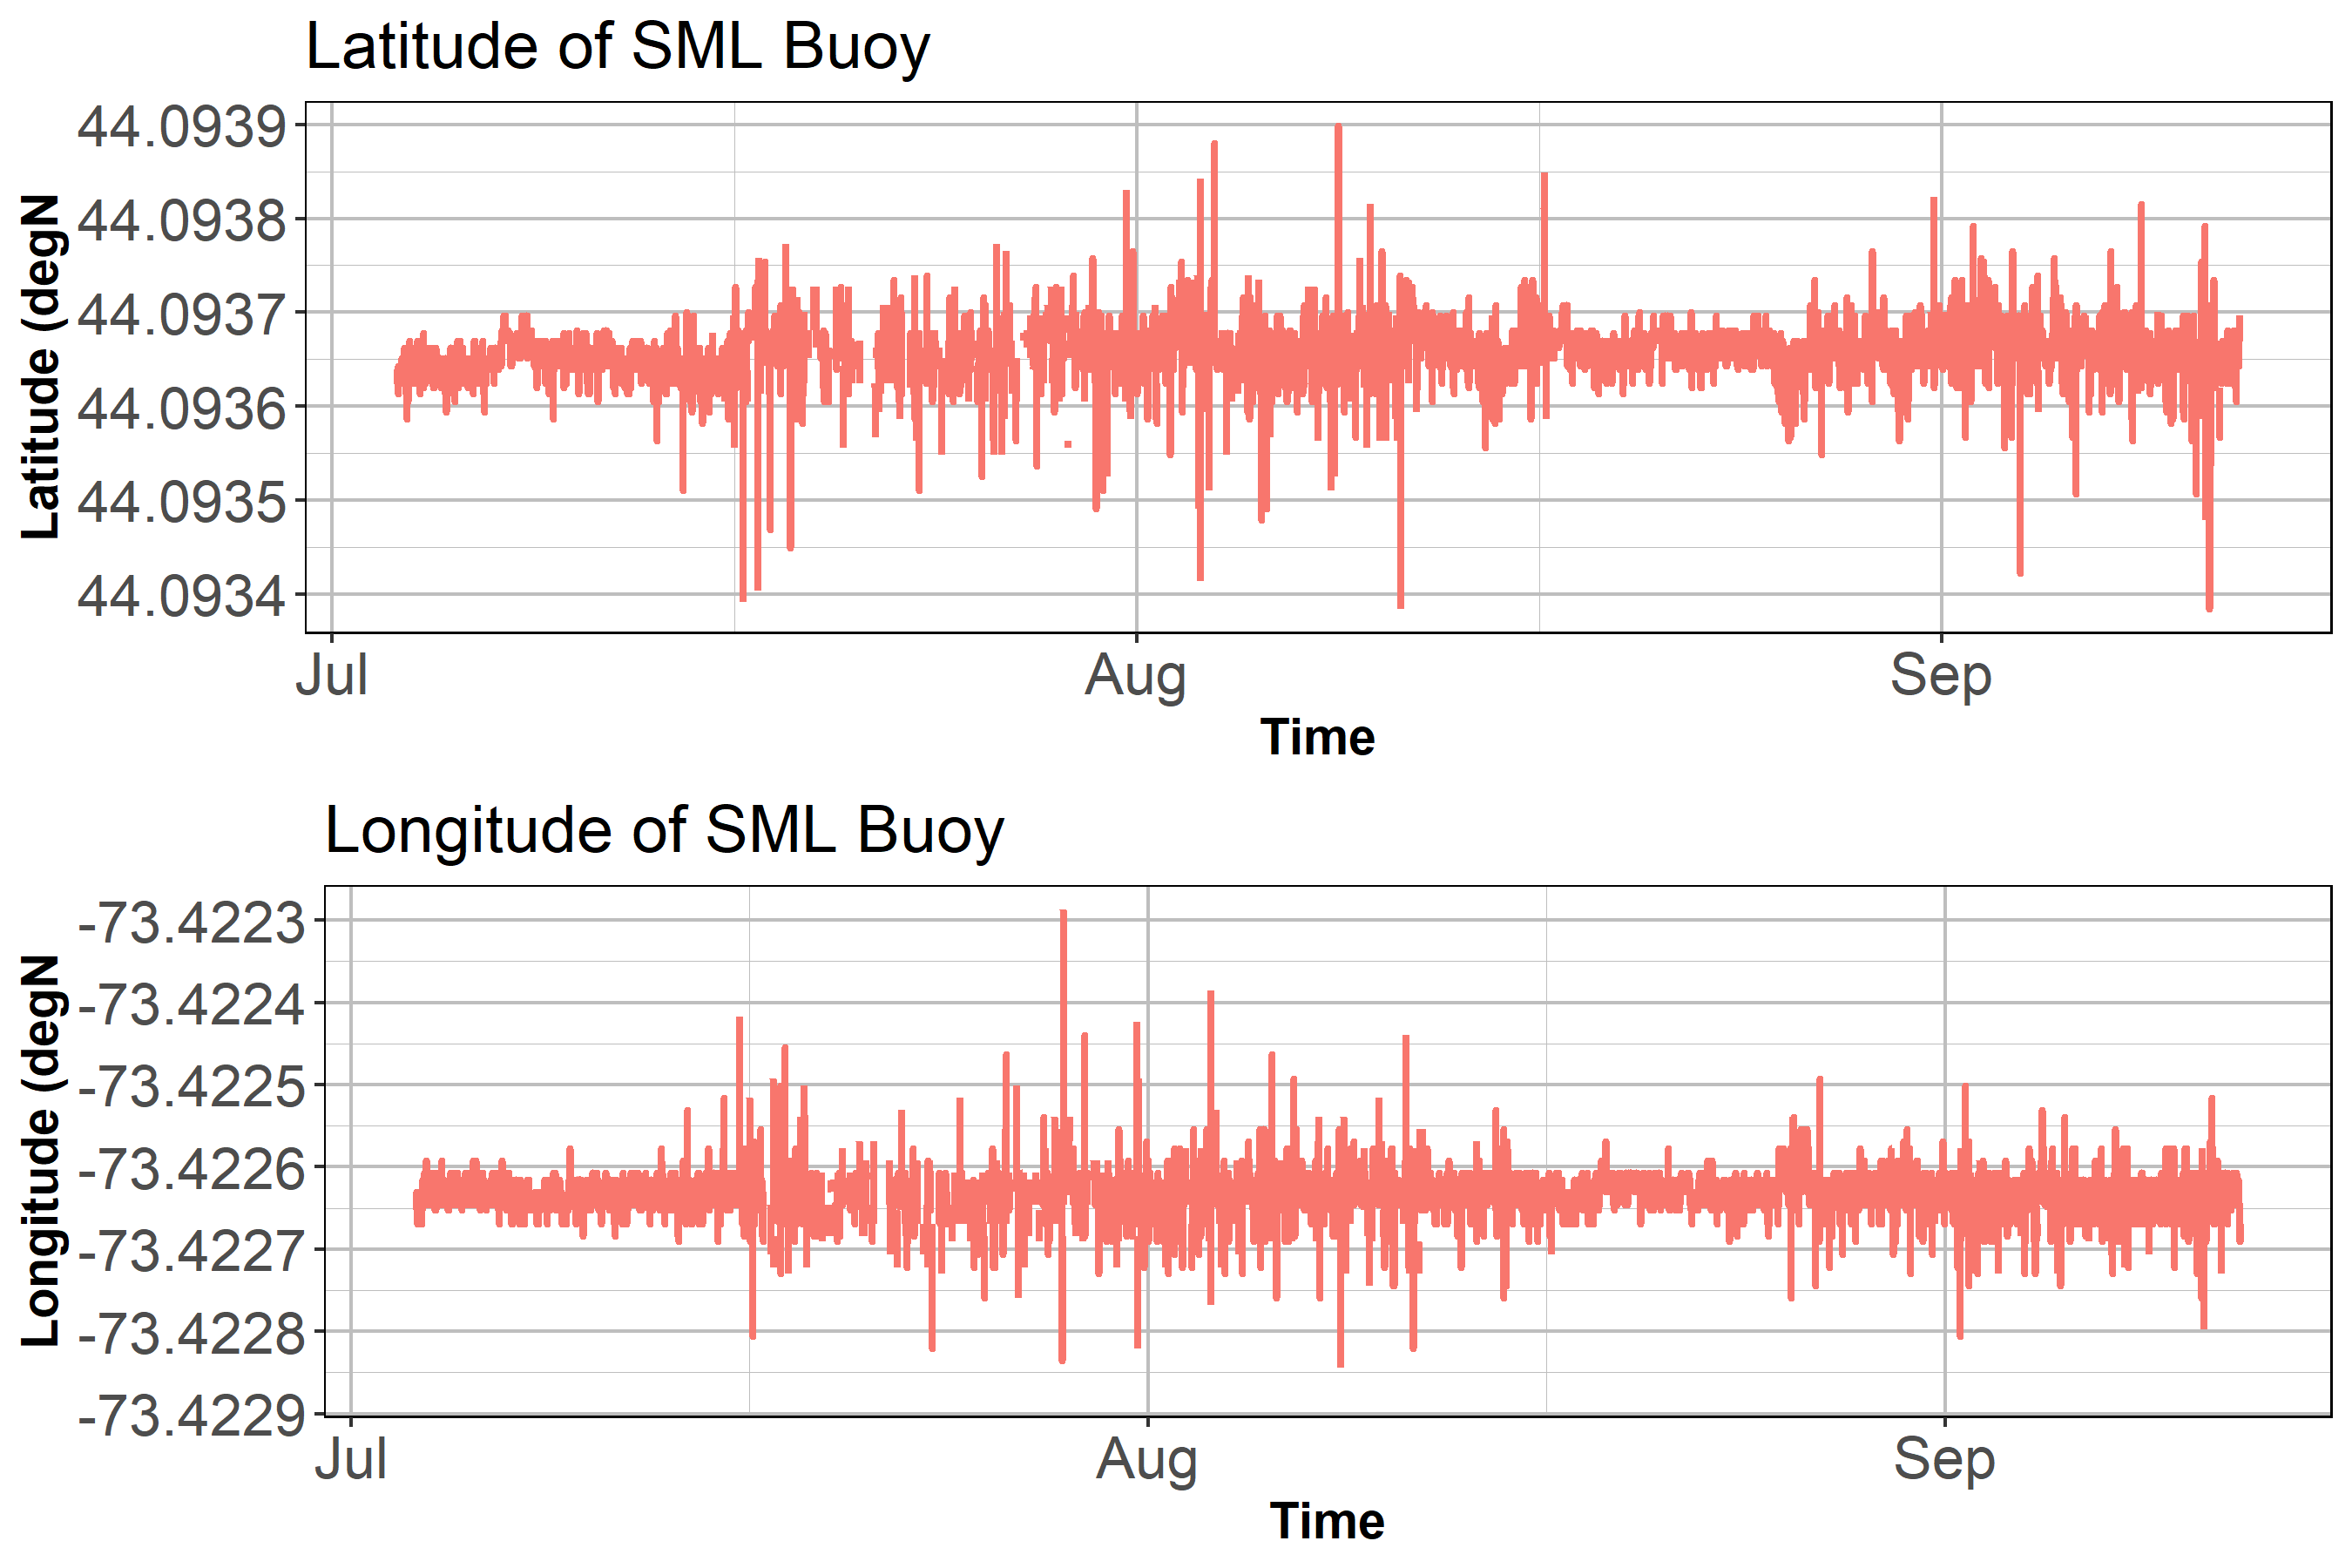 Latitude of SML Buoy
44.0939
44.0938
44.0937
44.0936
44.0935
44.0934
Latitude (degN
Jul Aug Sep
Time
Longitude of SML Buoy
-73.4223
-73.4224
-73.4225
-73.4226
-73.4227
-73.4228
-73.4229
Longitude (degN
Jul Aug Sep
Time